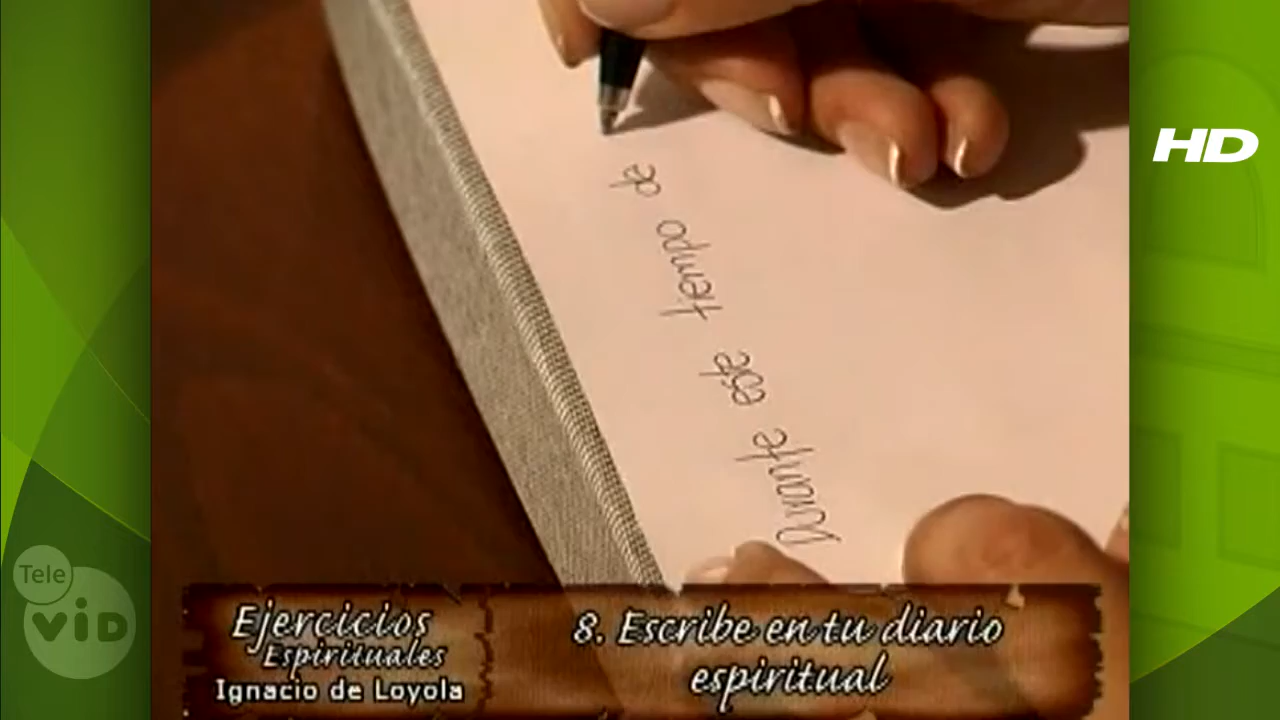 HD
Durante este tiempo de
Tele
ViD
Ejercicios
Espirituales
Ignacio de Loyola
8. Escribe en tu diario
espiritual